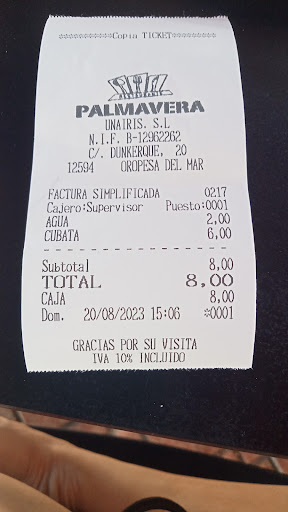 **********Copia TICKET**********
PALMAVERA
UNAIRIS. S.L
N.I.F. B-12962262
C/. DUNKERQUE, 20
12594 OROPESA DEL MAR
FACTURA SIMPLIFICADA 0217
Cajero:Supervisor Puesto:0001
AGUA 2,00
CUBATA 6,00
Subtotal 8,00
TOTAL 8,00
CAJA 8,00
Dom. 20/08/2023 15:06 *0001
GRACIAS POR SU VISITA
IVA 10% INCLUIDO